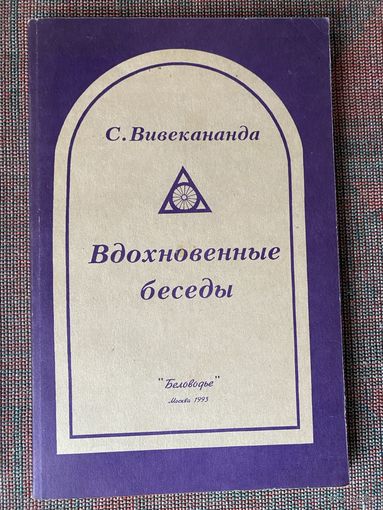 С. Вивекананда
Вдохновенные
беседы
"Беловодье"
Москва 1993